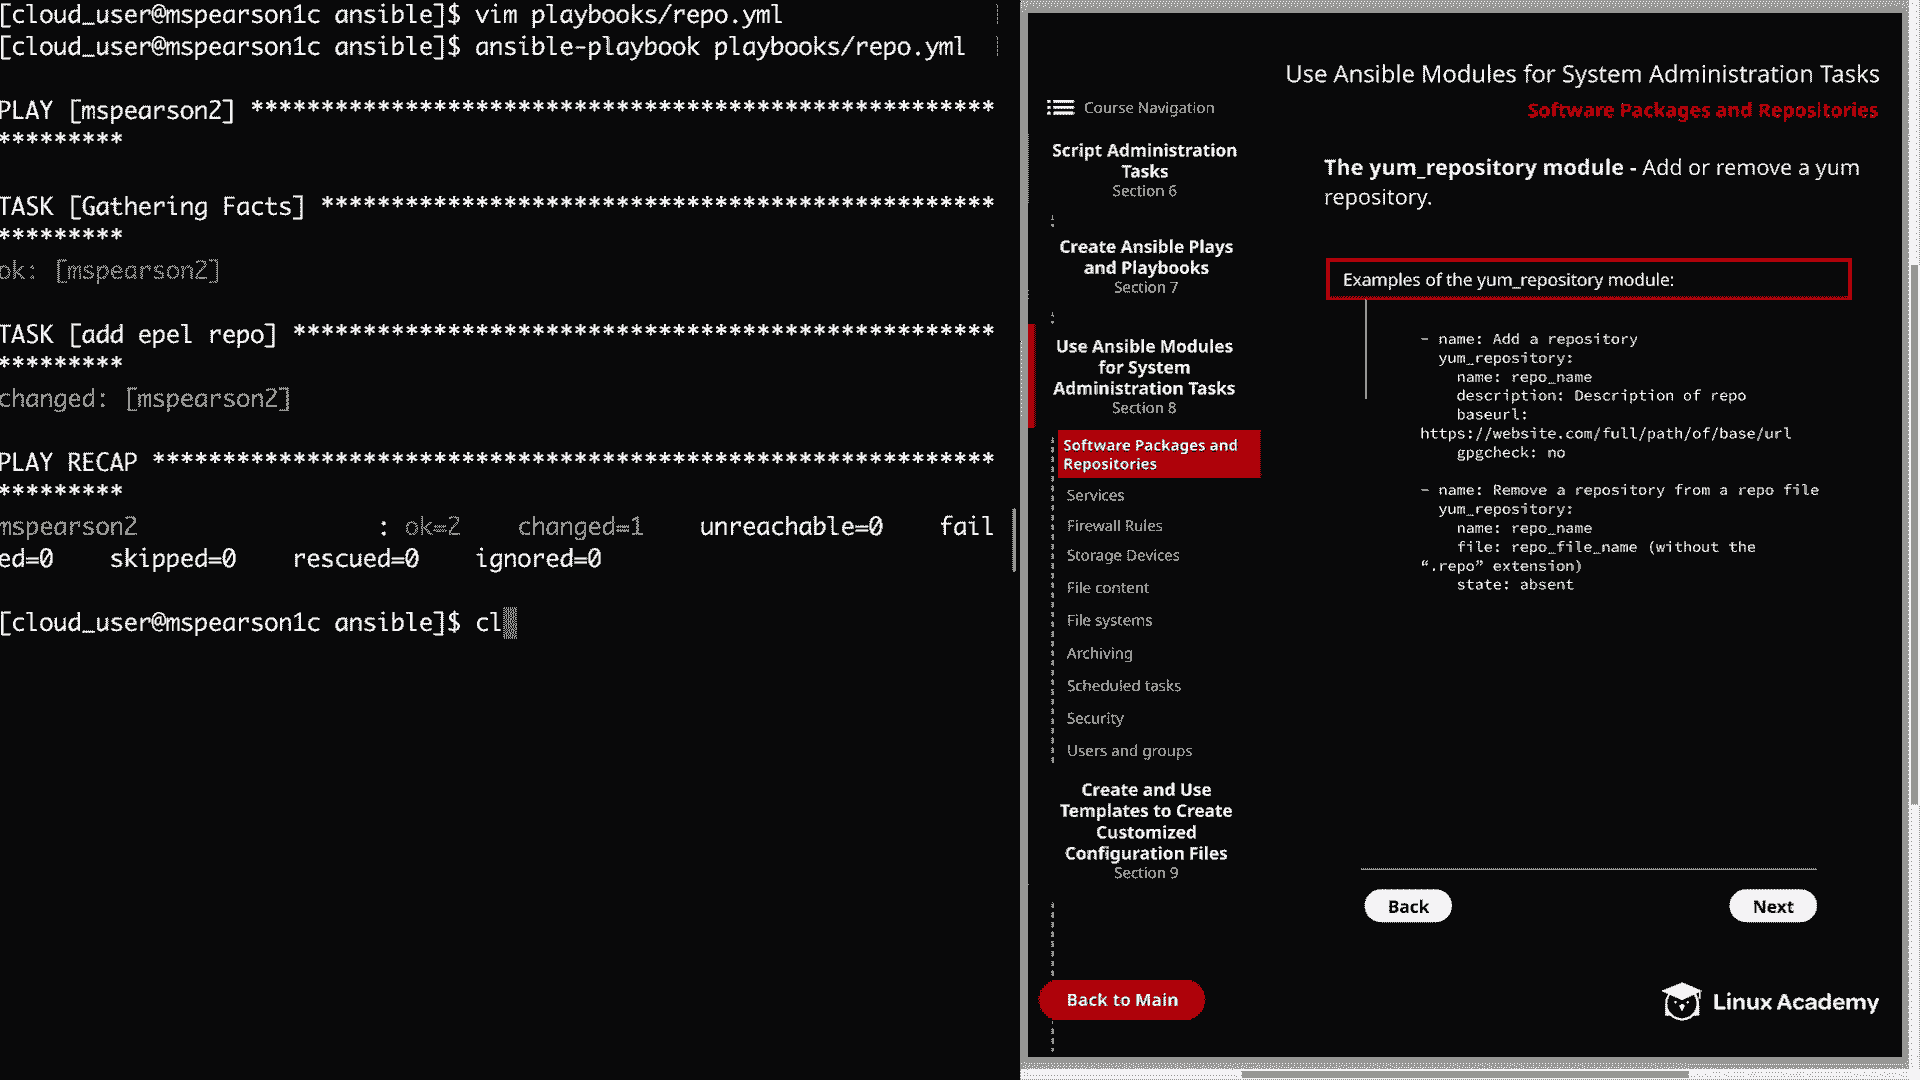 [cloud_user@mspearson1c ansible]$ vim playbooks/repo.yml
[cloud_user@mspearson1c ansible]$ ansible-playbook playbooks/repo.yml
PLAY [mspearson2] *****************************************************
*********
TASK [Gathering Facts] ************************************************
*********
ok: [mspearson2]
TASK [add epel repo] **************************************************
*********
changed: [mspearson2]
PLAY RECAP ************************************************************
*********
mspearson2                 : ok=2    changed=1    unreachable=0    fail
ed=0    skipped=0    rescued=0    ignored=0
[cloud_user@mspearson1c ansible]$ cl
Use Ansible Modules for System Administration Tasks
Software Packages and Repositories
Course Navigation
Script Administration
Tasks
Section 6
Create Ansible Plays
and Playbooks
Section 7
Use Ansible Modules
for System
Administration Tasks
Section 8
Software Packages and
Repositories
Services
Firewall Rules
Storage Devices
File content
File systems
Archiving
Scheduled tasks
Security
Users and groups
Create and Use
Templates to Create
Customized
Configuration Files
Section 9
Back to Main
The yum_repository module - Add or remove a yum
repository.
Examples of the yum_repository module:
- name: Add a repository
  yum_repository:
    name: repo_name
    description: Description of repo
    baseurl:
https://website.com/full/path/of/base/url
    gpgcheck: no
- name: Remove a repository from a repo file
  yum_repository:
    name: repo_name
    file: repo_file_name (without the
“.repo” extension)
    state: absent
Back
Next
Linux Academy